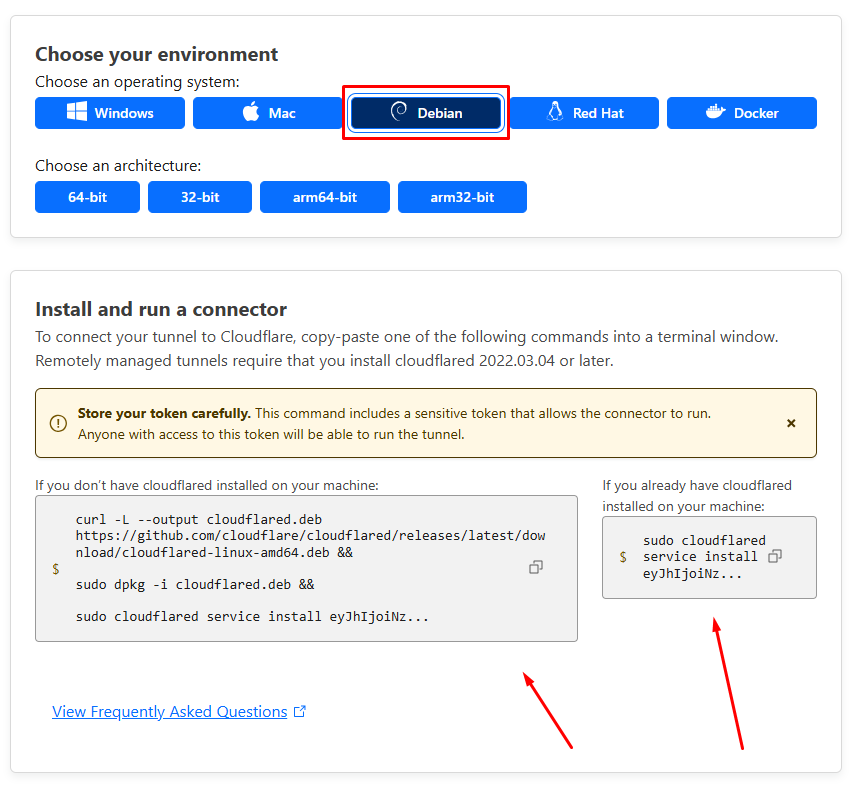 Choose your environment
Choose an operating system:
Windows
Mac
Debian
Red Hat
Docker
Choose an architecture:
64-bit
32-bit
arm64-bit
arm32-bit
Install and run a connector
To connect your tunnel to Cloudflare, copy-paste one of the following commands into a terminal window.
Remotely managed tunnels require that you install cloudflared 2022.03.04 or later.
Store your token carefully. This command includes a sensitive token that allows the connector to run.
Anyone with access to this token will be able to run the tunnel.
If you don't have cloudflared installed on your machine:
$
curl -L --output cloudflared.deb
https://github.com/cloudflare/cloudflared/releases/latest/dow
nload/cloudflared-linux-amd64.deb &&
sudo dpkg -i cloudflared.deb &&
sudo cloudflared service install eyJhIjoiNz...
If you already have cloudflared
installed on your machine:
$
sudo cloudflared
service install
eyJhIjoiNz...
View Frequently Asked Questions